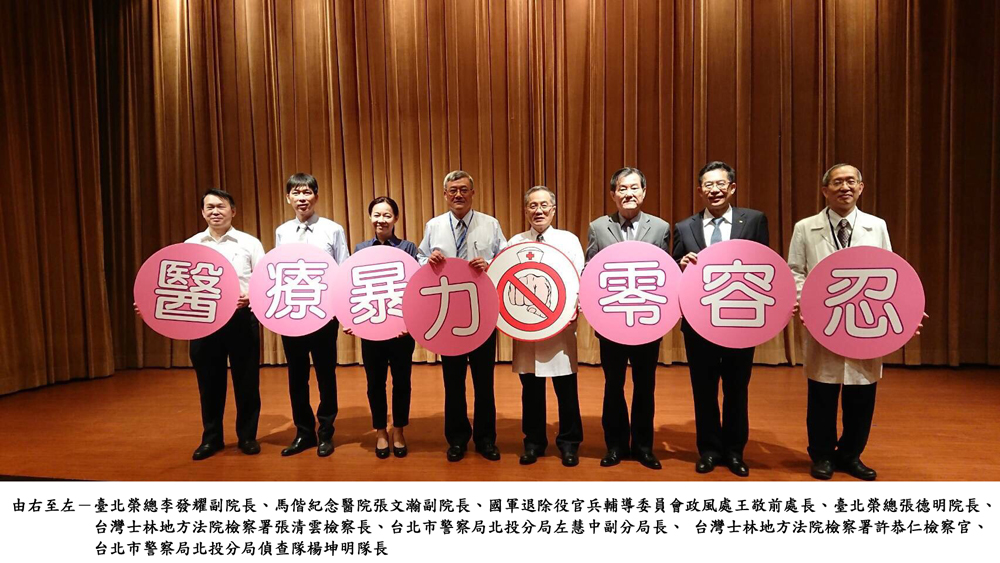 醫療暴力零容忍
由右至左－臺北榮總李發耀副院長、馬偕紀念醫院張文瀚副院長、國軍退除役官兵輔導委員會政風處王敬前處長、臺北榮總張德明院長、
台灣士林地方法院檢察署張清雲檢察長、台北市警察局北投分局左慧中副分局長、 台灣士林地方法院檢察署許恭仁檢察官、
台北市警察局北投分局偵查隊楊坤明隊長